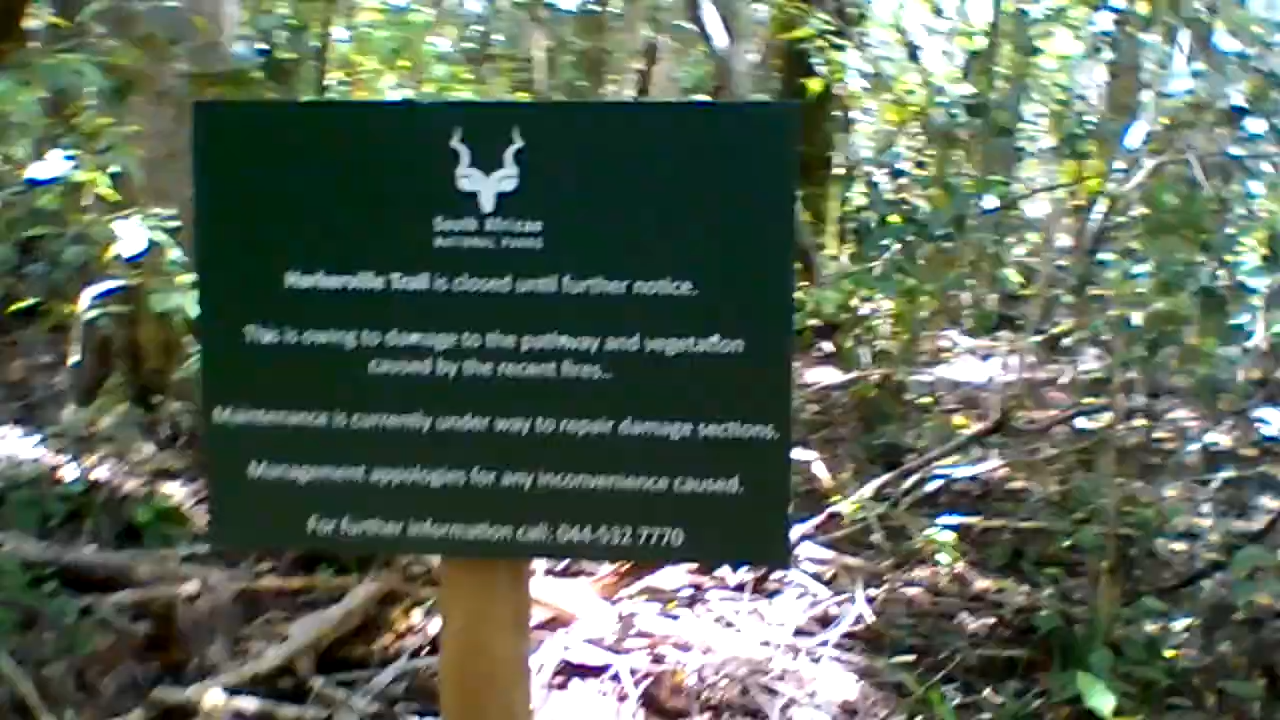 South African
NATIONAL PARKS
Harkerville Trail is closed until further notice.
This is owing to damage to the pathway and vegetation
caused by the recent fires..
Maintenance is currently under way to repair damage sections.
Management appologies for any inconvenience caused.
For further information call: 044-532 7770